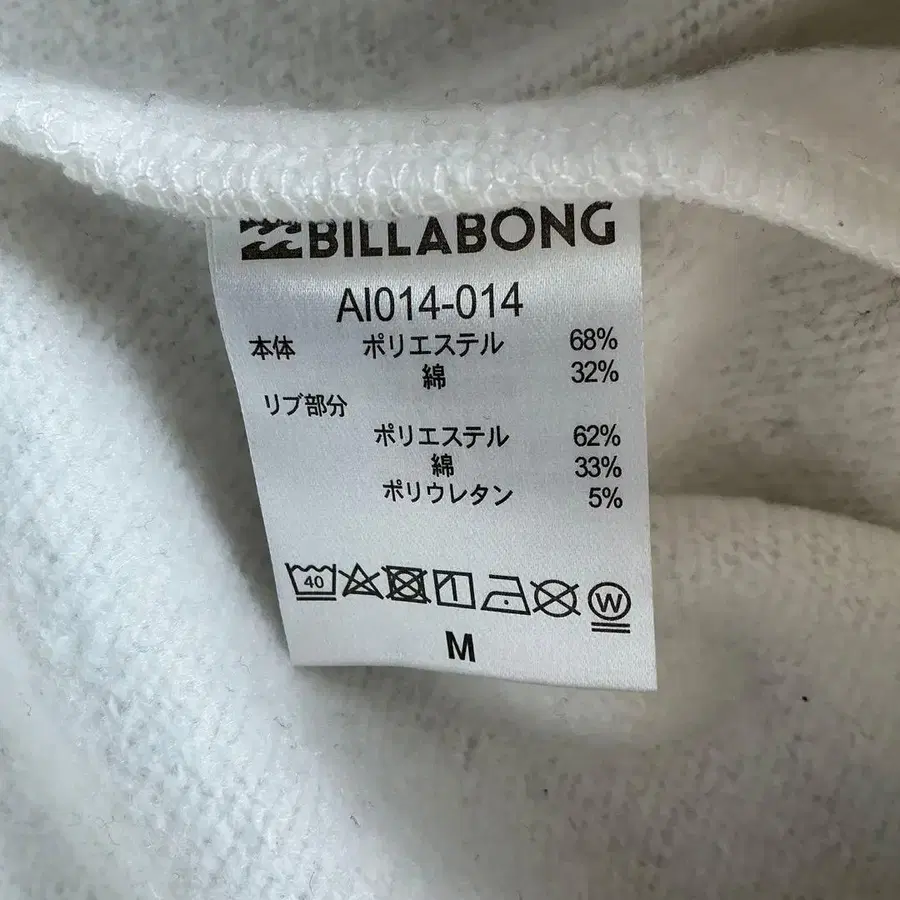 BILLABONG
AI014-014
本体 ポリエステル 68%
綿 32%
リブ部分
ポリエステル 62%
綿 33%
ポリウレタン 5%
40 W
M